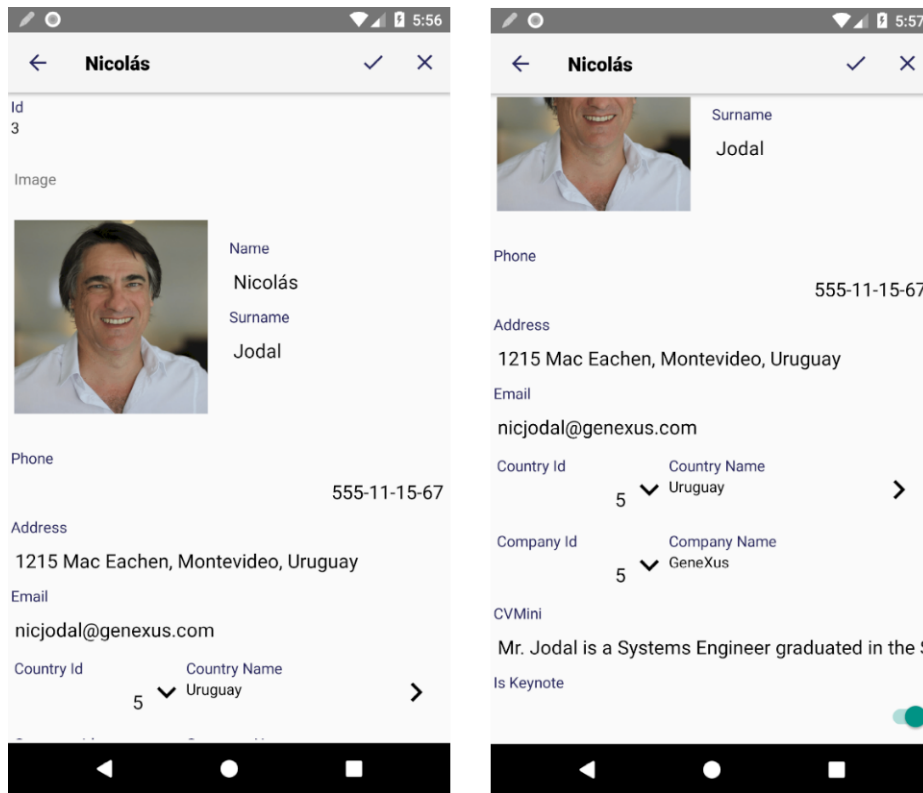 5:56
Nicolás
Id
3
Image
Name
Nicolás
Surname
Jodal
Phone
555-11-15-67
Address
1215 Mac Eachen, Montevideo, Uruguay
Email
nicjodal@genexus.com
Country Id Country Name
5 Uruguay
5:57
Nicolás
Surname
Jodal
Phone
555-11-15-67
Address
1215 Mac Eachen, Montevideo, Uruguay
Email
nicjodal@genexus.com
Country Id Country Name
5 Uruguay
Company Id Company Name
5 GeneXus
CVMini
Mr. Jodal is a Systems Engineer graduated in the
Is Keynote